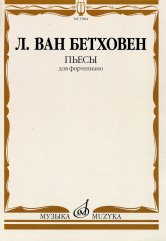 Л. ВАН БЕТХОВЕН
ПЬЕСЫ
для фортепиано
МУЗЫКА MUZYKA